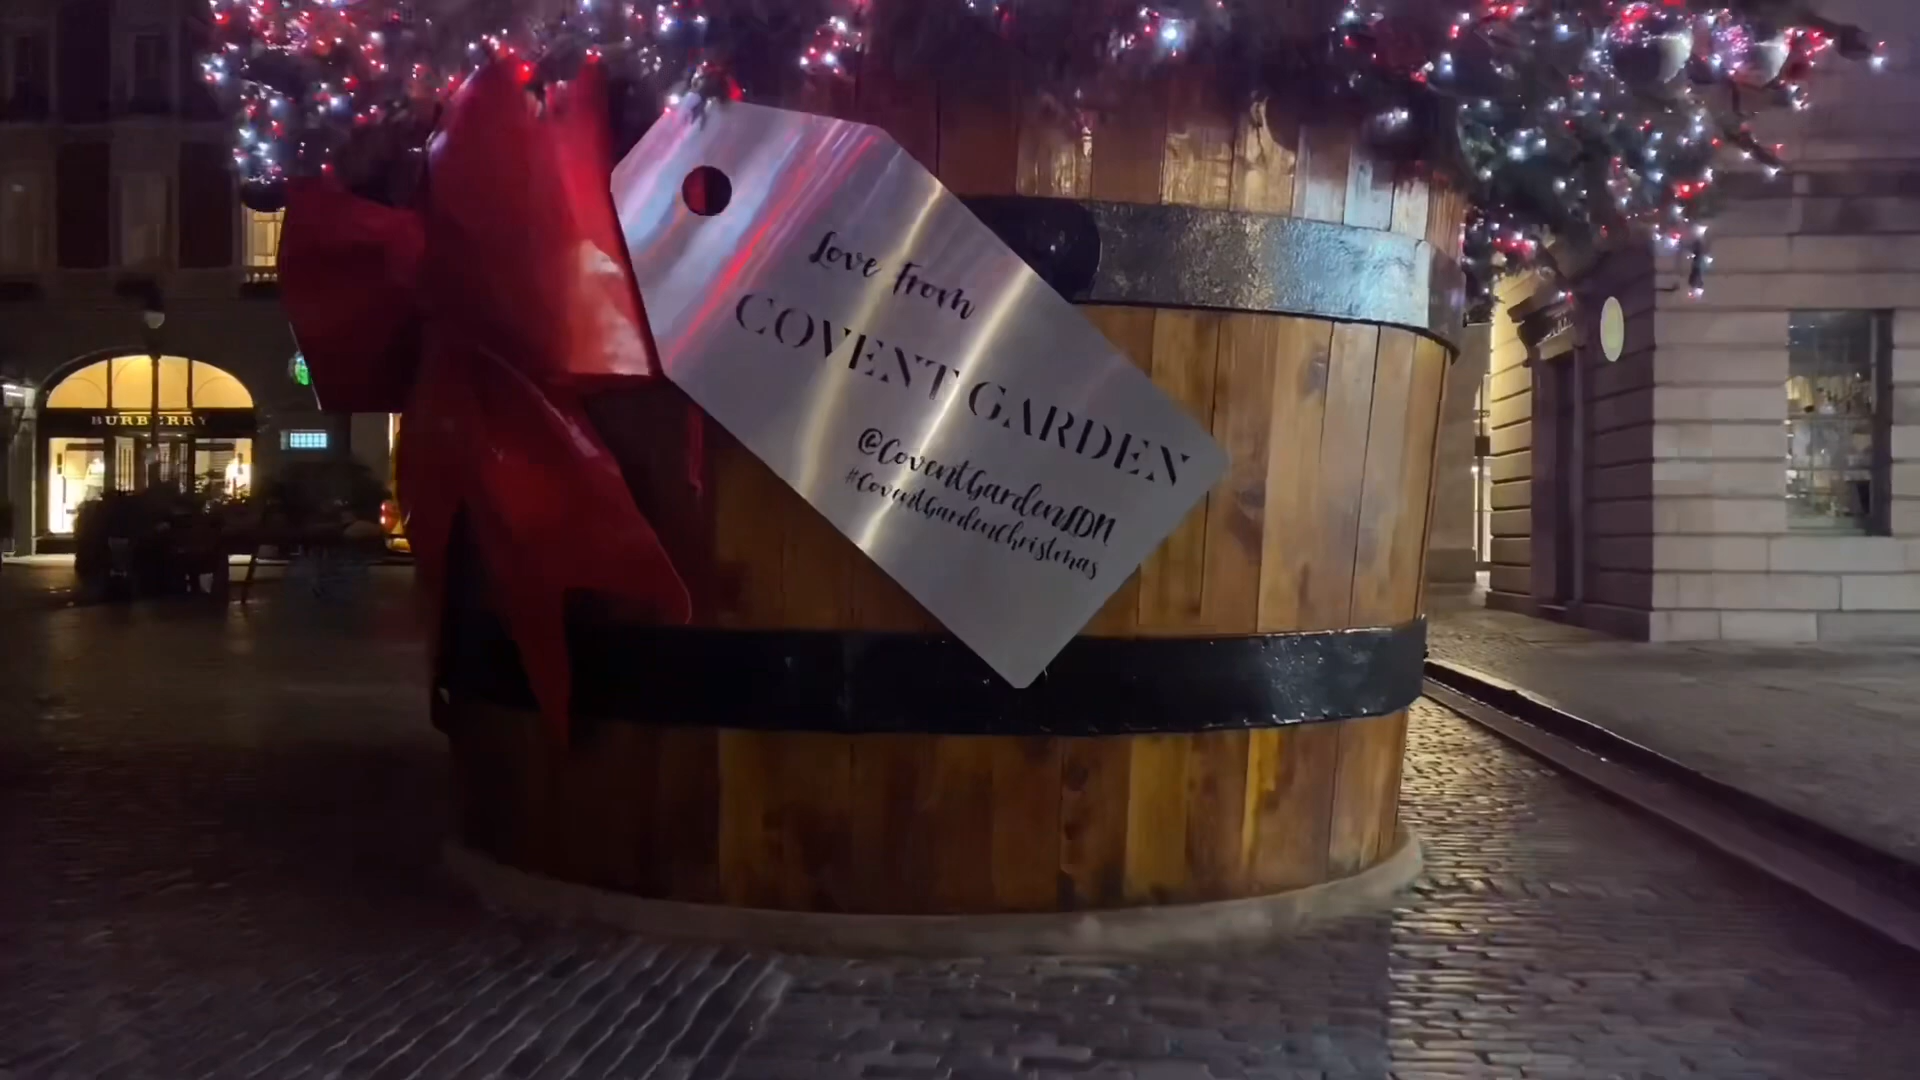 Love From
COVENT GARDEN
@CoventGardenLDN
#CoventGardenChristmas
BURBERRY